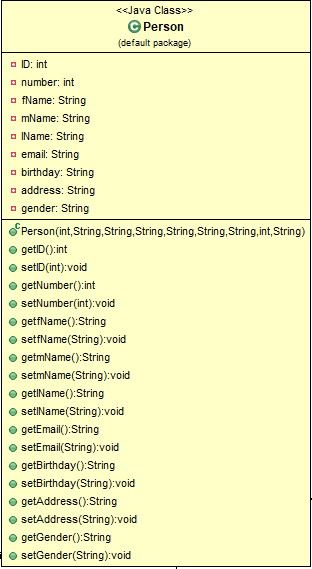 <<Java Class>>
C Person
(default package)
ID: int
number: int
fName: String
mName: String
lName: String
email: String
birthday: String
address: String
gender: String
C Person(int,String,String,String,String,String,String,int,String)
getID():int
setID(int):void
getNumber():int
setNumber(int):void
getfName():String
setfName(String):void
getmName():String
setmName(String):void
getlName():String
setlName(String):void
getEmail():String
setEmail(String):void
getBirthday():String
setBirthday(String):void
getAddress():String
setAddress(String):void
getGender():String
setGender(String):void